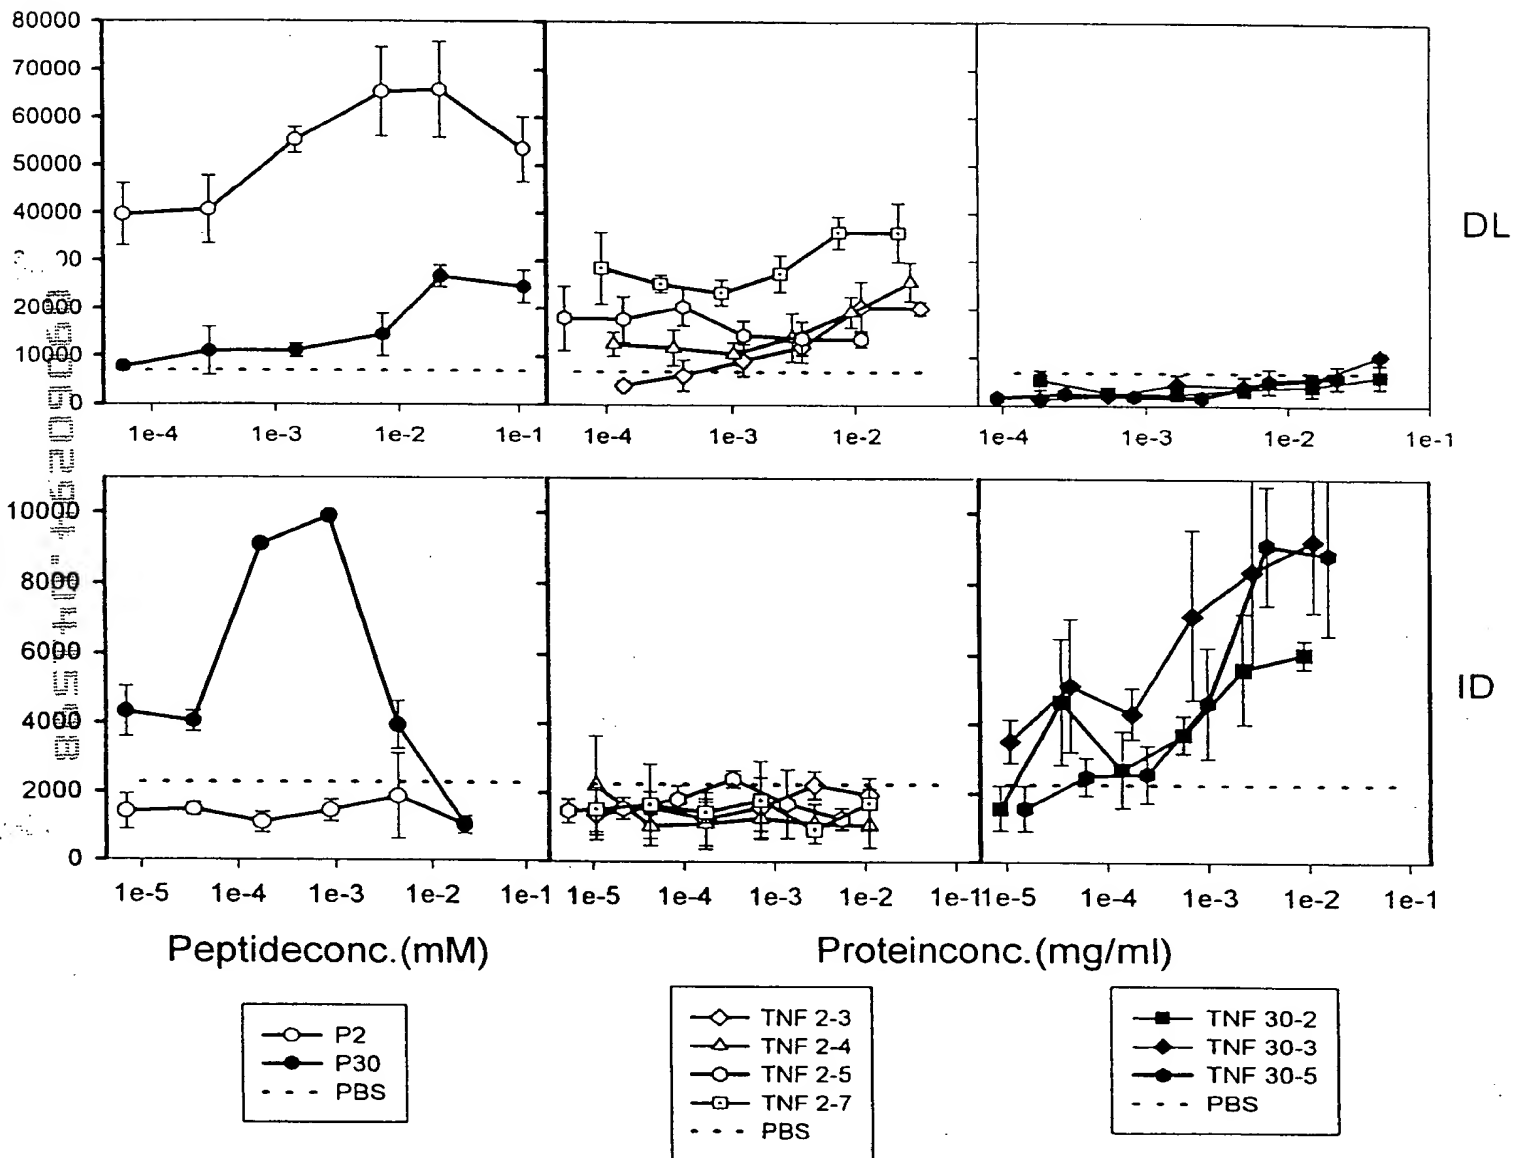 80000
70000
60000
50000
40000
20000
10000
0
1e-4 1e-3 1e-2 1e-1
1e-4 1e-3 1e-2
1e-4 1e-3 1e-2 1e-1
DL
10000
8000
6000
4000
2000
0
1e-5 1e-4 1e-3 1e-2 1e-1
1e-5 1e-4 1e-3 1e-2 1e-1
1e-5 1e-4 1e-3 1e-2 1e-1
ID
Peptideconc.(mM)
Proteinconc.(mg/ml)
P2
P30
PBS
TNF 2-3
TNF 2-4
TNF 2-5
TNF 2-7
PBS
TNF 30-2
TNF 30-3
TNF 30-5
PBS